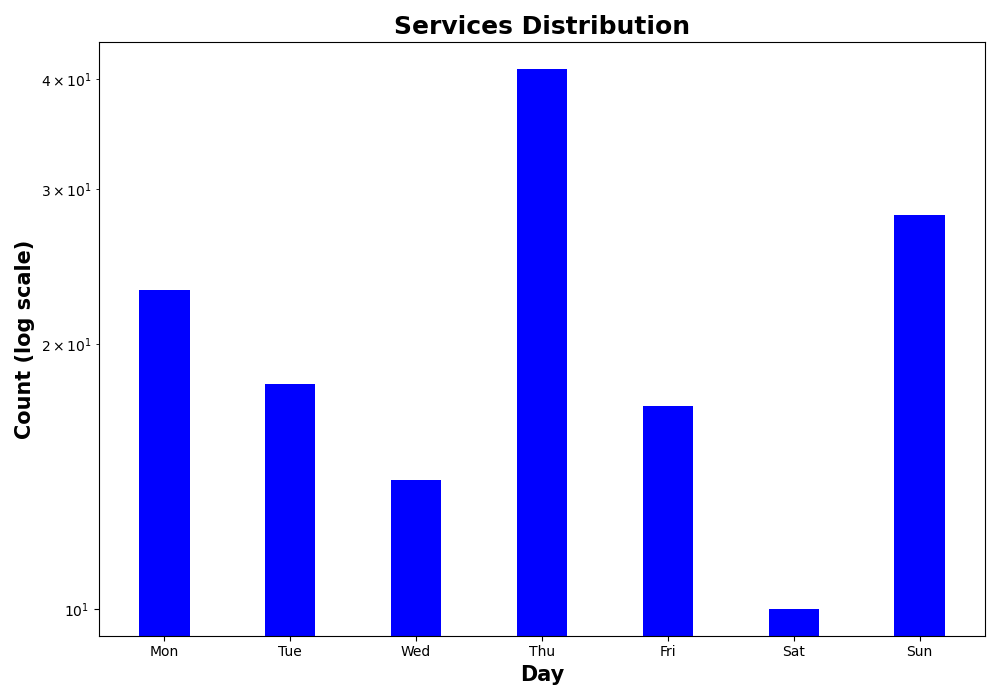 Services Distribution
Count (log scale)
4 × 10¹
3 × 10¹
2 × 10¹
10¹
Mon Tue Wed Thu Fri Sat Sun
Day